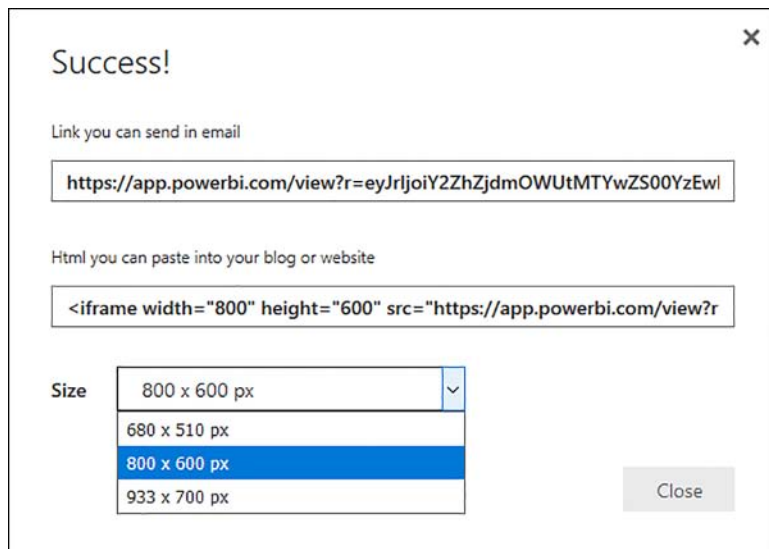 Success!
Link you can send in email
https://app.powerbi.com/view?r=eyJrIjoiY2ZhZjdmOWUtMTYwZS00YzEwl
Html you can paste into your blog or website
<iframe width="800" height="600" src="https://app.powerbi.com/view?r
Size 800 x 600 px
680 x 510 px
800 x 600 px
933 x 700 px
Close